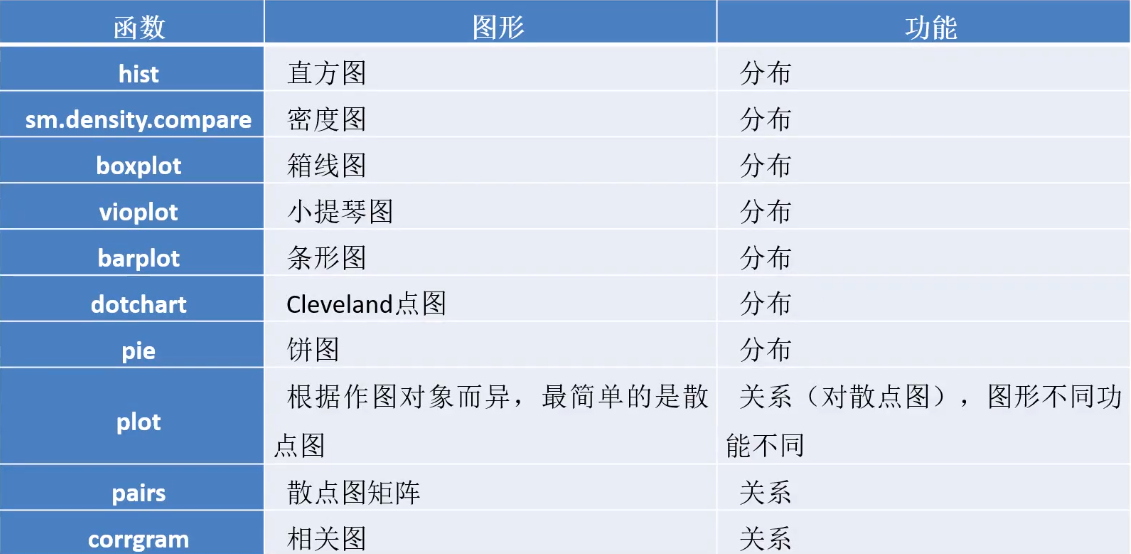 函数 图形 功能
hist 直方图 分布
sm.density.compare 密度图 分布
boxplot 箱线图 分布
vioplot 小提琴图 分布
barplot 条形图 分布
dotchart Cleveland点图 分布
pie 饼图 分布
plot 根据作图对象而异，最简单的是散 关系（对散点图），图形不同功
点图 能不同
pairs 散点图矩阵 关系
corrgram 相关图 关系